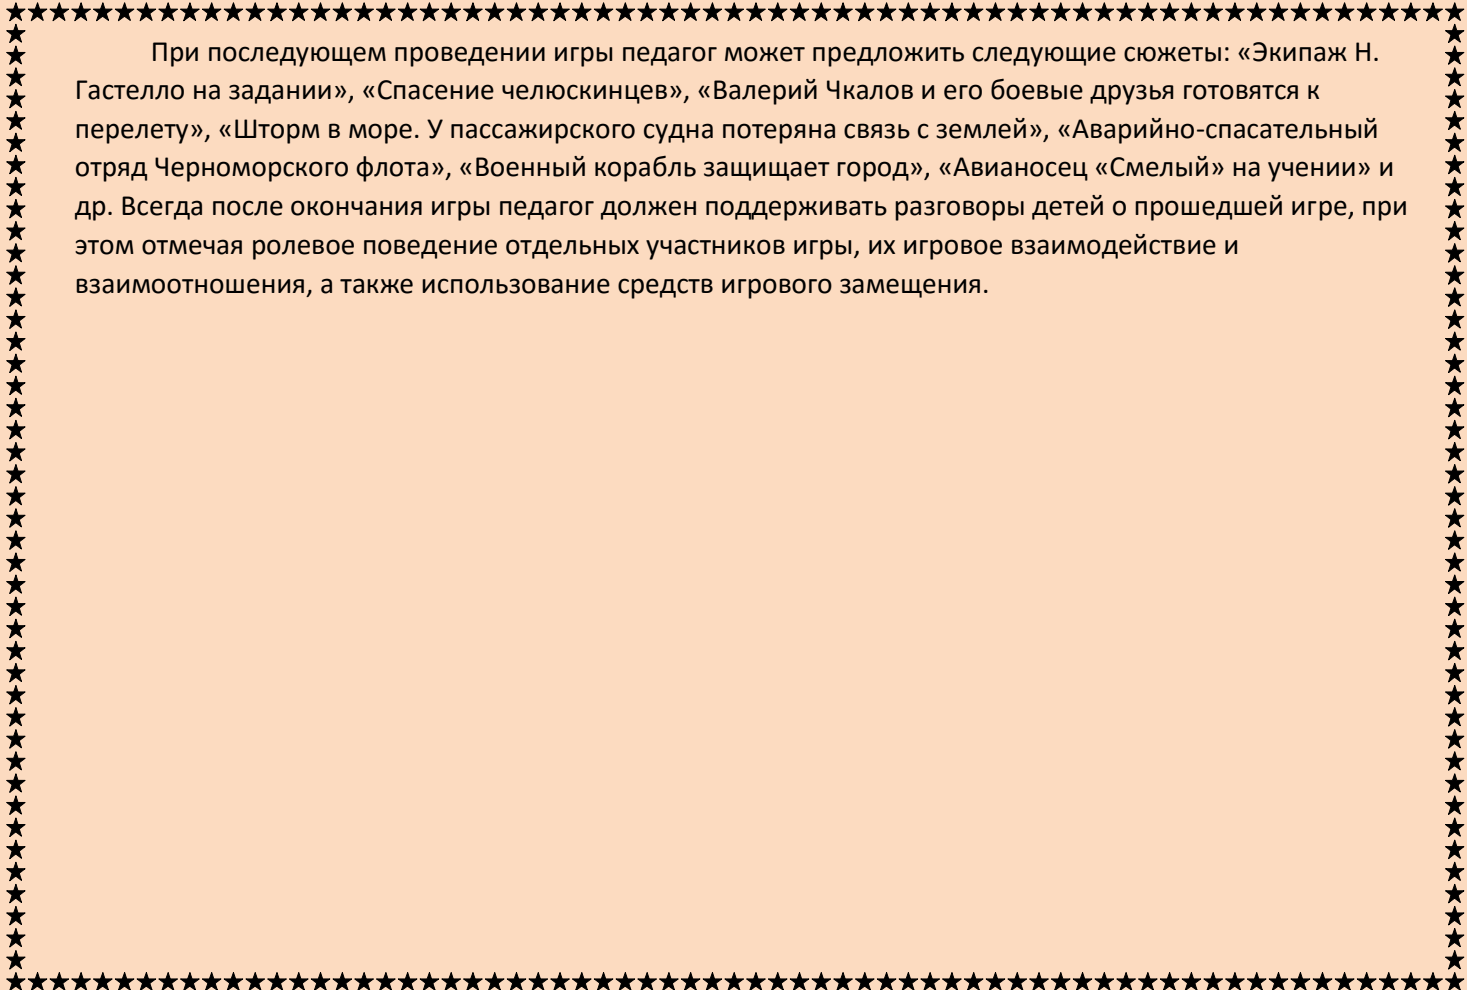 При последующем проведении игры педагог может предложить следующие сюжеты: «Экипаж Н.
Гастелло на задании», «Спасение челюскинцев», «Валерий Чкалов и его боевые друзья готовятся к
перелету», «Шторм в море. У пассажирского судна потеряна связь с землей», «Аварийно-спасательный
отряд Черноморского флота», «Военный корабль защищает город», «Авианосец «Смелый» на учении» и
др. Всегда после окончания игры педагог должен поддерживать разговоры детей о прошедшей игре, при
этом отмечая ролевое поведение отдельных участников игры, их игровое взаимодействие и
взаимоотношения, а также использование средств игрового замещения.